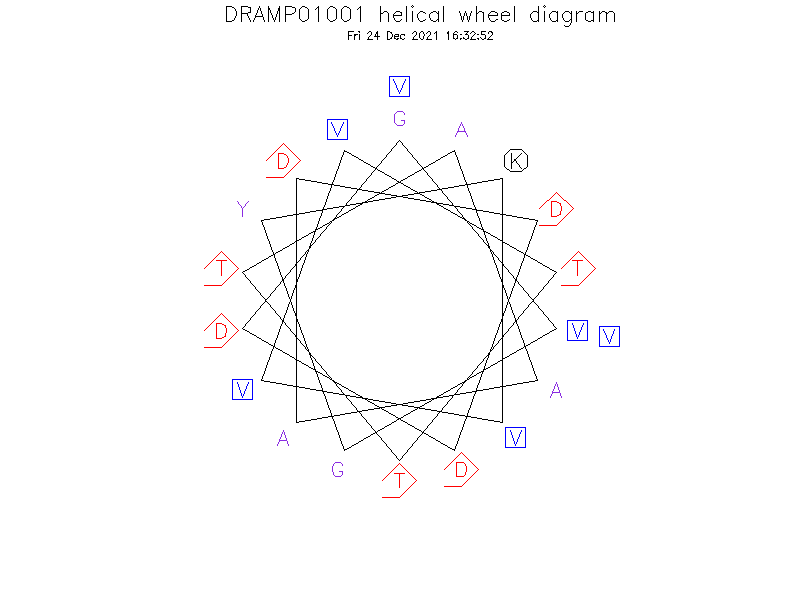 DRAMP01001 helical wheel diagram
Fri 24 Dec 2021 16:32:52
V
G
V A
D K
Y D
T T
D V V
V A
A V
G D
T